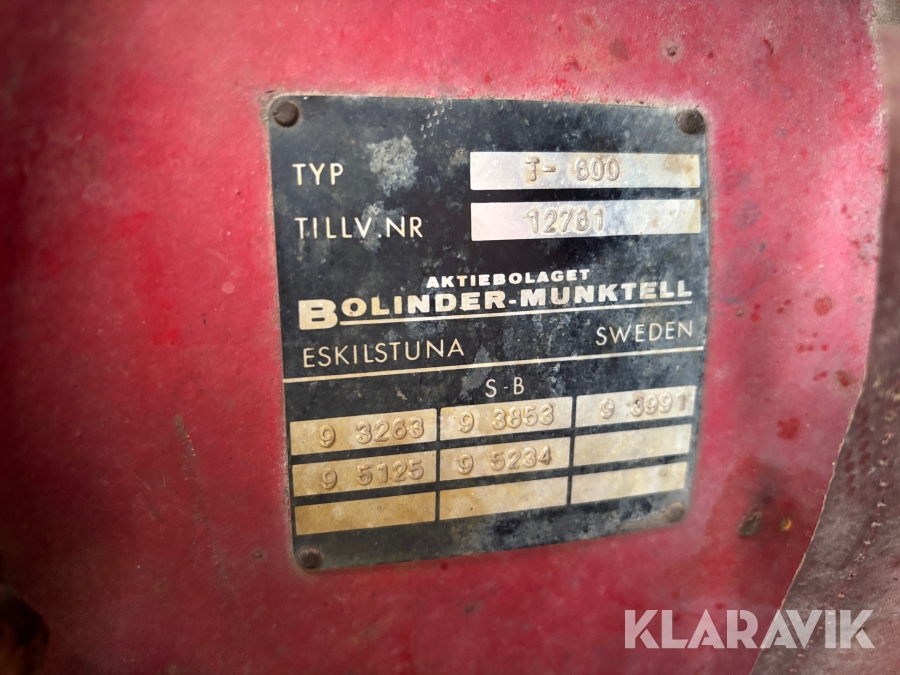 TYP T- 800
TILLV.NR 12781
AKTIEBOLAGET
BOLINDER-MUNKTELL
ESKILSTUNA SWEDEN
S-B
9 3263 9 3853 9 3991
9 5125 9 5234
KLARAVIK